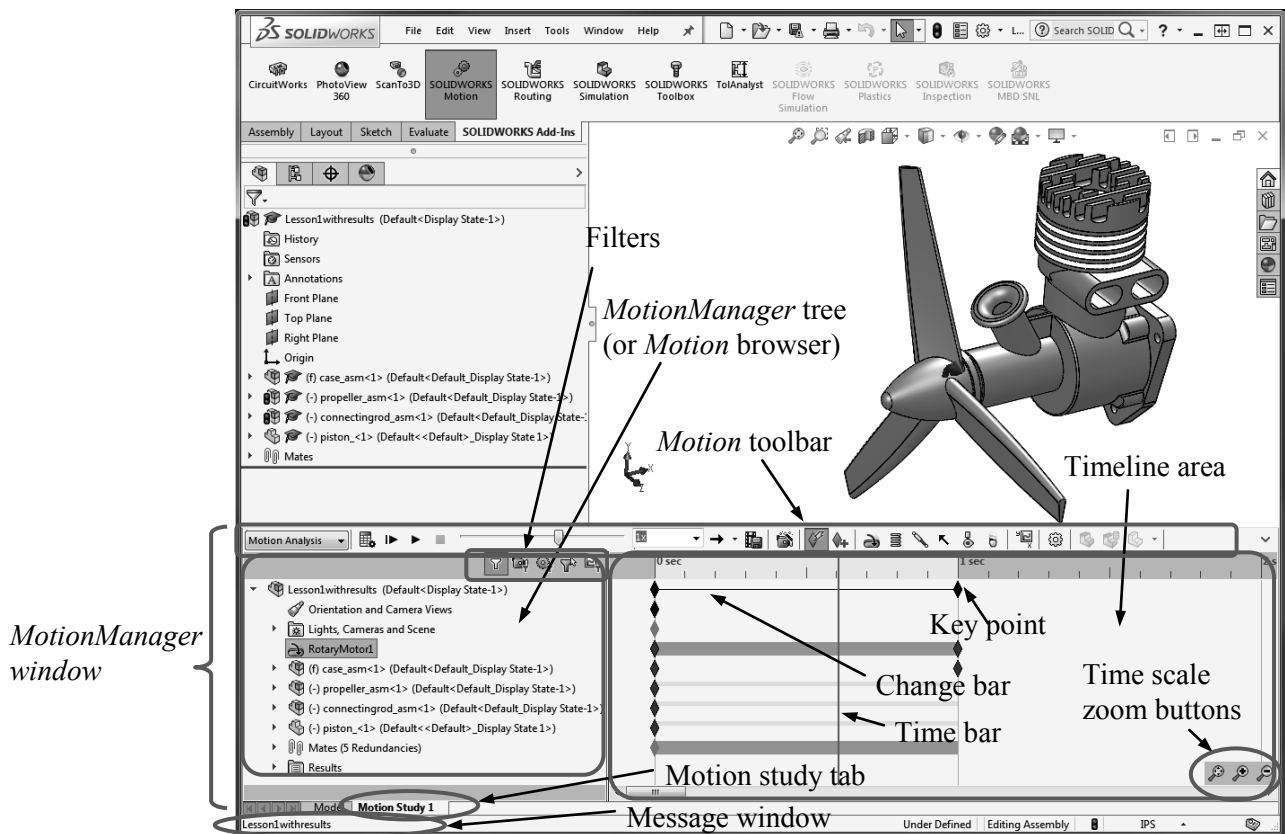 SOLIDWORKS File Edit View Insert Tools Window Help L... Search SOLID ?
CircuitWorks PhotoView 360 ScanTo3D SOLIDWORKS Motion SOLIDWORKS Routing SOLIDWORKS Simulation SOLIDWORKS Toolbox TolAnalyst SOLIDWORKS Flow Simulation SOLIDWORKS Plastics SOLIDWORKS Inspection SOLIDWORKS MBD SNL
Assembly Layout Sketch Evaluate SOLIDWORKS Add-Ins
Lesson1withresults (Default<Display State-1>)
History
Sensors
Annotations
Front Plane
Top Plane
Right Plane
Origin
(f) case_asm<1> (Default<Default_Display State-1>)
(-) propeller_asm<1> (Default<Default_Display State-1>)
(-) connectingrod_asm<1> (Default<Default_Display State-
(-) piston_<1> (Default<<Default>_Display State 1>)
Mates
Filters
MotionManager tree
(or Motion browser)
Motion toolbar
Timeline area
Y
X
Z
Motion Analysis
1x
0 sec 1 sec 2 s
Lesson1withresults (Default<Display State-1>)
Orientation and Camera Views
Lights, Cameras and Scene
RotaryMotor1
(f) case_asm<1> (Default<Default_Display State-1>)
(-) propeller_asm<1> (Default<Default_Display State-1>)
(-) connectingrod_asm<1> (Default<Default_Display State-1>)
(-) piston_<1> (Default<<Default>_Display State 1>)
Mates (5 Redundancies)
Results
MotionManager
window
Key point
Change bar
Time bar
Time scale
zoom buttons
Motion study tab
Message window
Mode Motion Study 1
Lesson1withresults Under Defined Editing Assembly IPS